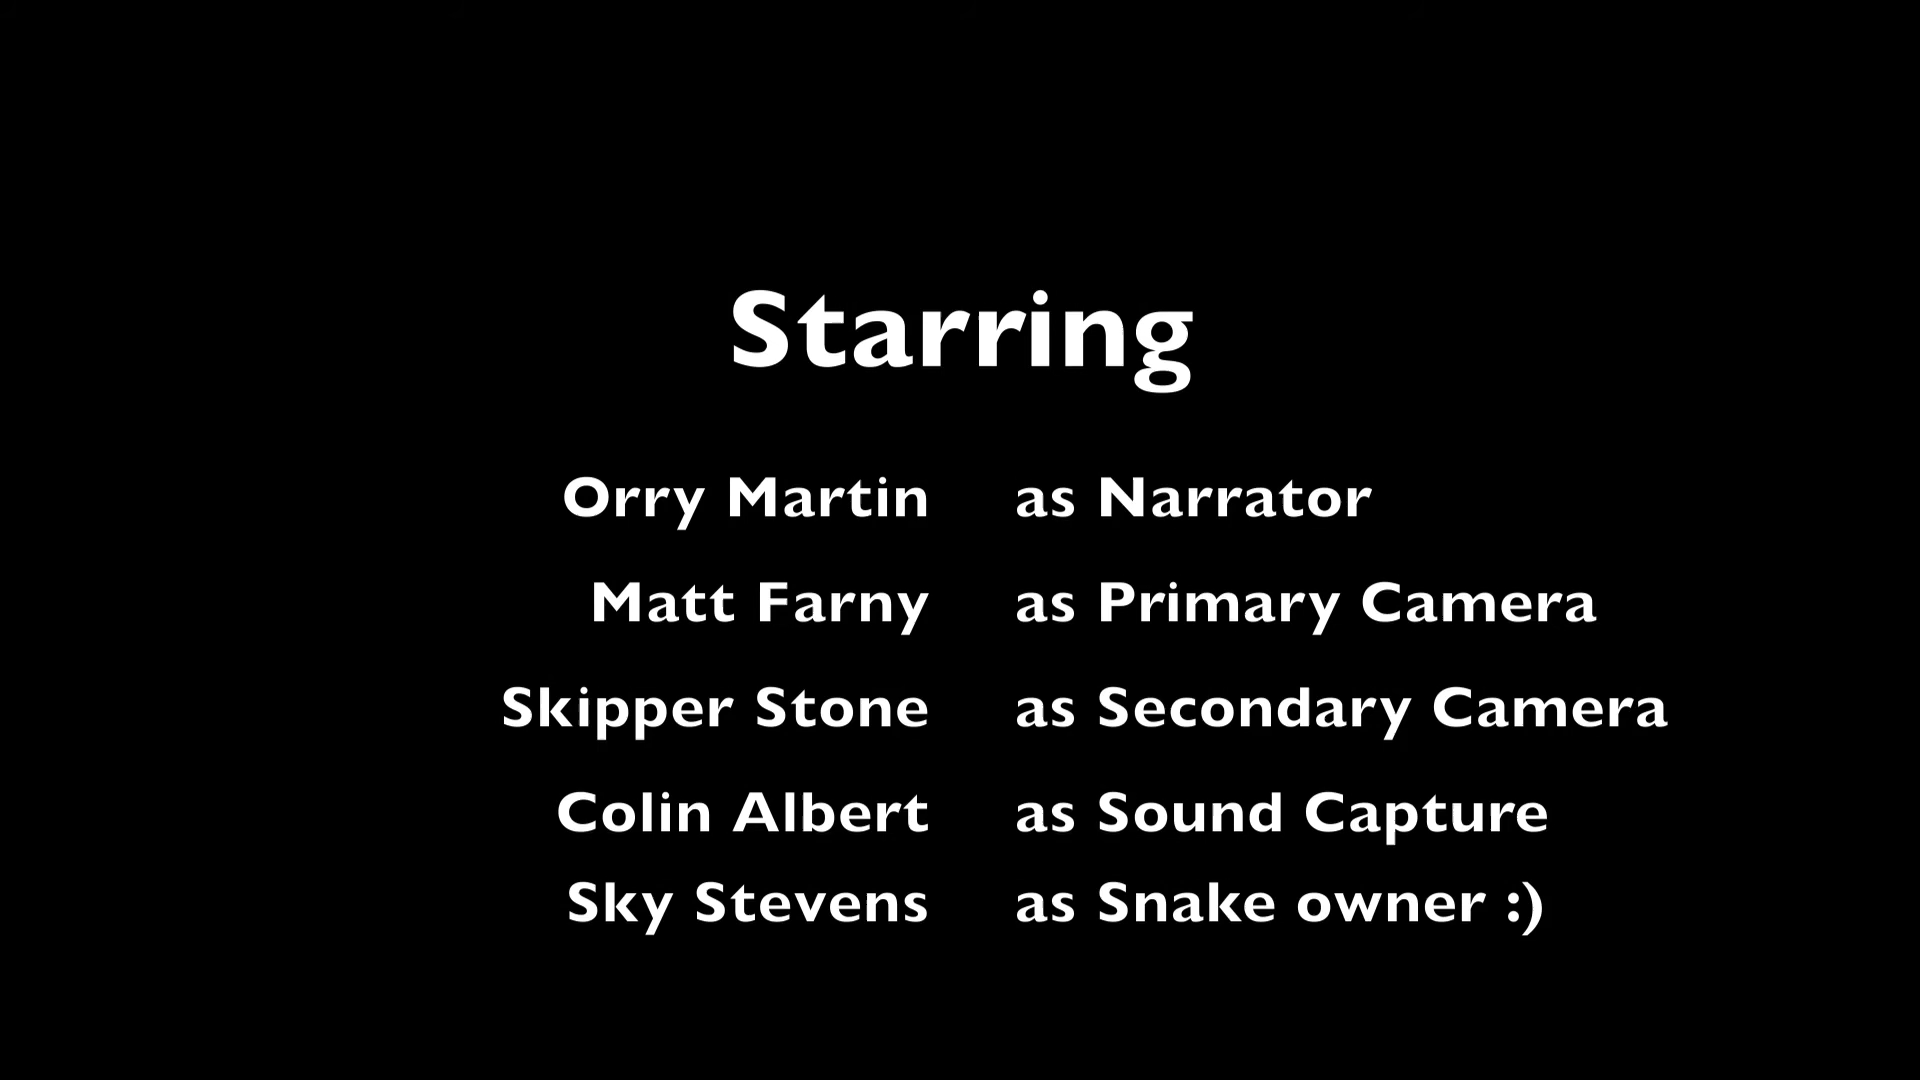 Starring
Orry Martin as Narrator
Matt Farny as Primary Camera
Skipper Stone as Secondary Camera
Colin Albert as Sound Capture
Sky Stevens as Snake owner :)